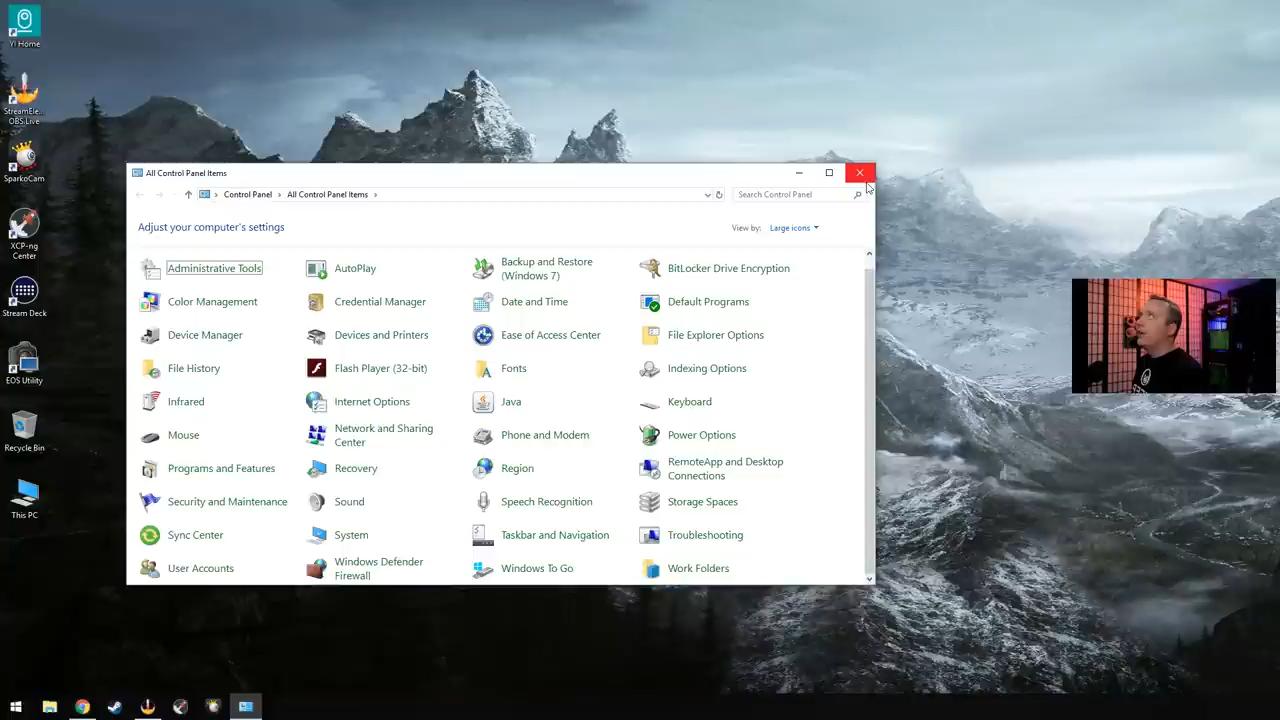 YI Home
StreamEle...
OBS.Live
SparkoCam
XCP-ng
Center
Stream Deck
EOS Utility
Recycle Bin
This PC
All Control Panel Items
Control Panel > All Control Panel Items >
Search Control Panel
Adjust your computer's settings
View by: Large icons
Administrative Tools
AutoPlay
Backup and Restore
(Windows 7)
BitLocker Drive Encryption
Color Management
Credential Manager
Date and Time
Default Programs
Device Manager
Devices and Printers
Ease of Access Center
File Explorer Options
File History
Flash Player (32-bit)
Fonts
Indexing Options
Infrared
Internet Options
Java
Keyboard
Mouse
Network and Sharing
Center
Phone and Modem
Power Options
Programs and Features
Recovery
Region
RemoteApp and Desktop
Connections
Security and Maintenance
Sound
Speech Recognition
Storage Spaces
Sync Center
System
Taskbar and Navigation
Troubleshooting
User Accounts
Windows Defender
Firewall
Windows To Go
Work Folders